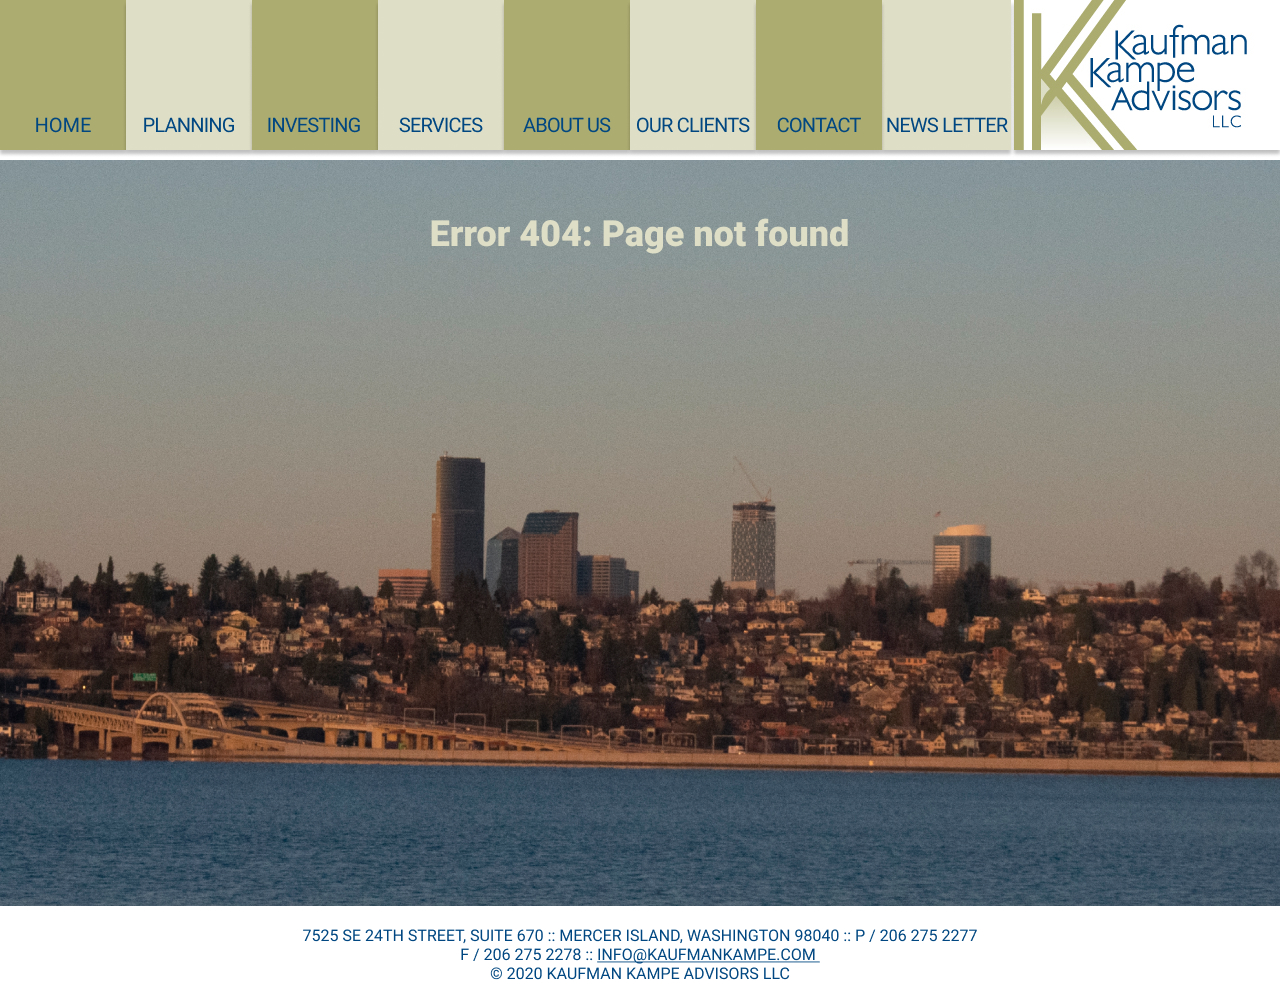 HOME
PLANNING
INVESTING
SERVICES
ABOUT US
OUR CLIENTS
CONTACT
NEWS LETTER
Kaufman
Kampe
Advisors
LLC
Error 404: Page not found
7525 SE 24TH STREET, SUITE 670 :: MERCER ISLAND, WASHINGTON 98040 :: P / 206 275 2277
F / 206 275 2278 :: INFO@KAUFMANKAMPE.COM
© 2020 KAUFMAN KAMPE ADVISORS LLC